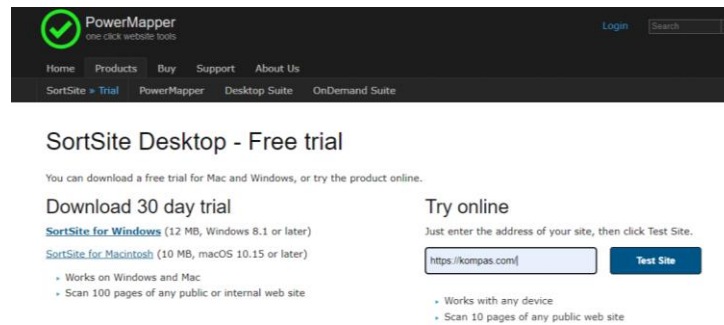 PowerMapper
one click website tools
Login Search
Home Products Buy Support About Us
SortSite » Trial PowerMapper Desktop Suite OnDemand Suite
SortSite Desktop - Free trial
You can download a free trial for Mac and Windows, or try the product online.
Download 30 day trial
SortSite for Windows (12 MB, Windows 8.1 or later)
SortSite for Macintosh (10 MB, macOS 10.15 or later)
Works on Windows and Mac
Scan 100 pages of any public or internal web site
Try online
Just enter the address of your site, then click Test Site.
https://kompas.com/
Test Site
Works with any device
Scan 10 pages of any public web site